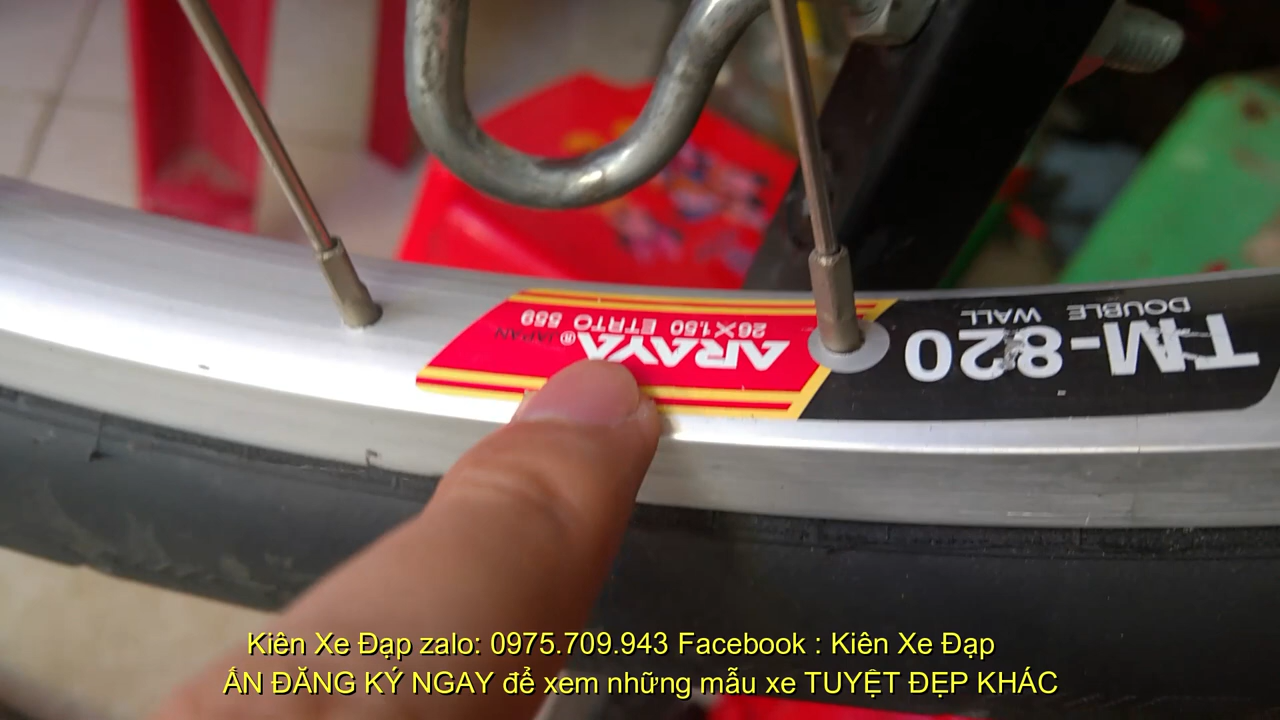 TM-820
DOUBLE WALL
ARAYA® JAPAN
26X1.50 ETRTO 559
Kiên Xe Đạp zalo: 0975.709.943 Facebook : Kiên Xe Đạp
ẤN ĐĂNG KÝ NGAY để xem những mẫu xe TUYỆT ĐẸP KHÁC